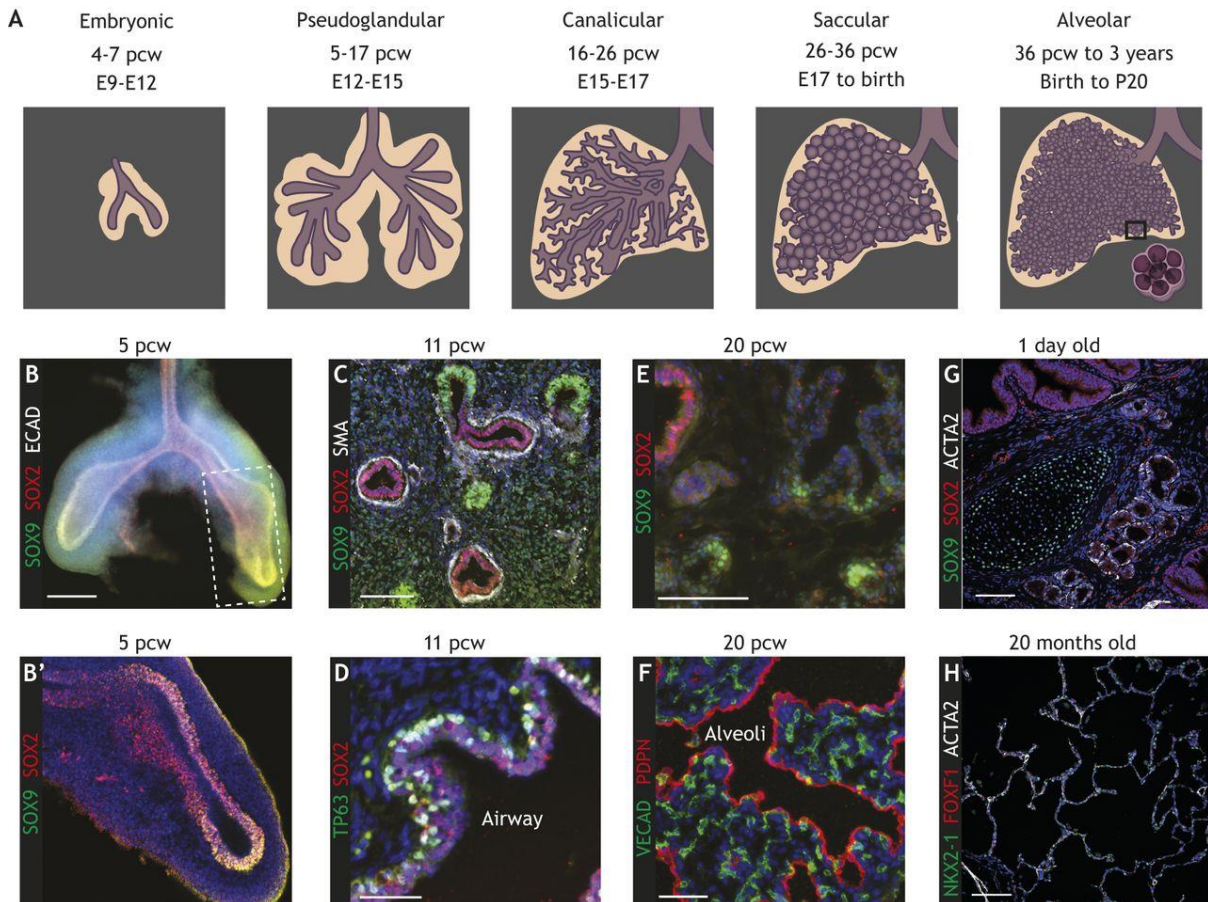 A
Embryonic
4-7 pcw
E9-E12
Pseudoglandular
5-17 pcw
E12-E15
Canalicular
16-26 pcw
E15-E17
Saccular
26-36 pcw
E17 to birth
Alveolar
36 pcw to 3 years
Birth to P20
5 pcw
B
SOX9 SOX2 ECAD
11 pcw
C
SOX9 SOX2 SMA
20 pcw
E
SOX9 SOX2
1 day old
G
SOX9 SOX2 ACTA2
5 pcw
B'
SOX9 SOX2
11 pcw
D
TP63 SOX2
Airway
20 pcw
F
VECAD PDPN
Alveoli
20 months old
H
NKX2-1 FOXF1 ACTA2